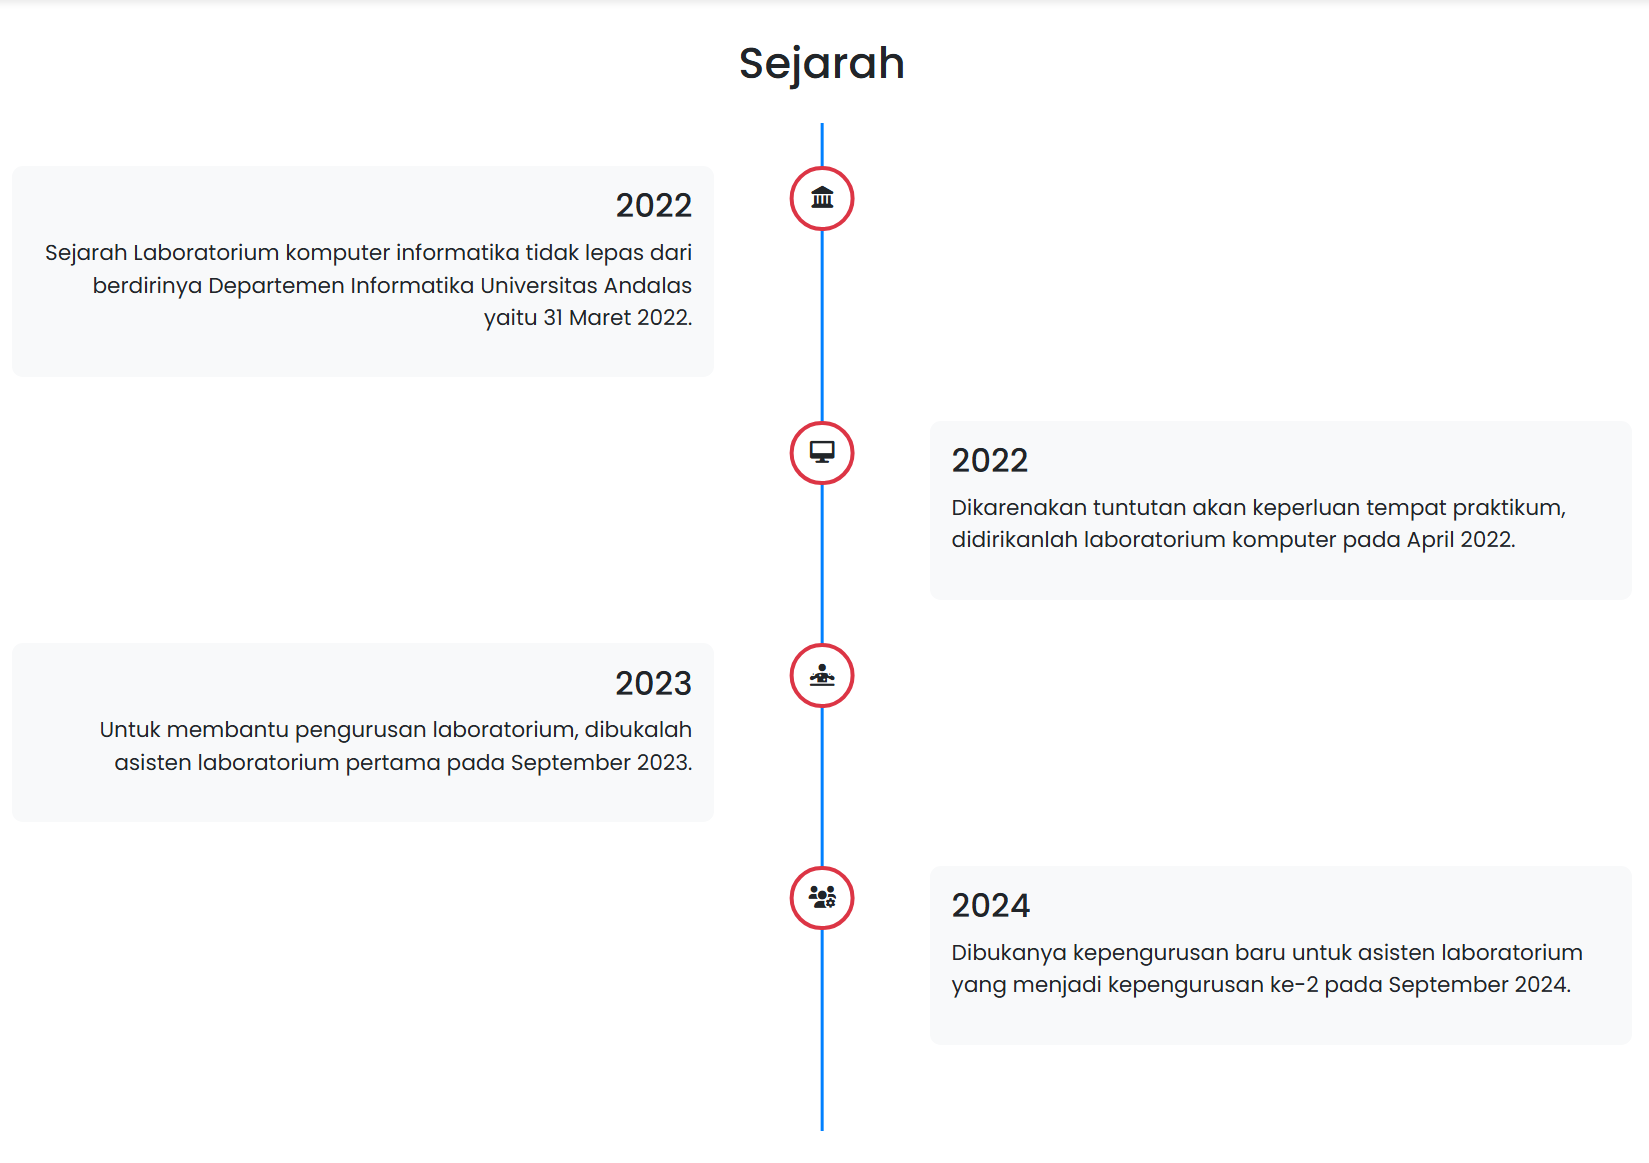 Sejarah
2022
Sejarah Laboratorium komputer informatika tidak lepas dari
berdirinya Departemen Informatika Universitas Andalas
yaitu 31 Maret 2022.
2022
Dikarenakan tuntutan akan keperluan tempat praktikum,
didirikanlah laboratorium komputer pada April 2022.
2023
Untuk membantu pengurusan laboratorium, dibukalah
asisten laboratorium pertama pada September 2023.
2024
Dibukanya kepengurusan baru untuk asisten laboratorium
yang menjadi kepengurusan ke-2 pada September 2024.